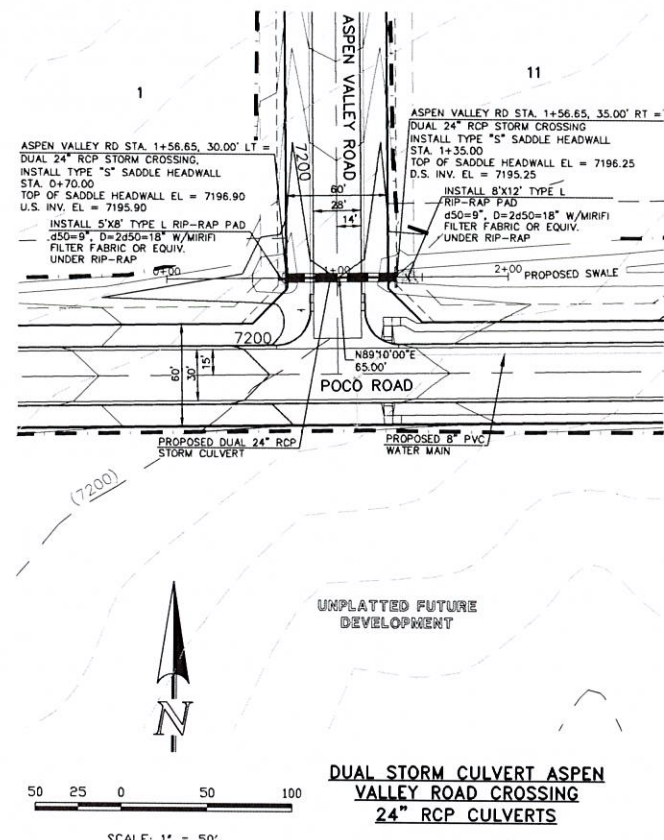 1
11
ASPEN VALLEY ROAD
ASPEN VALLEY RD STA. 1+56.65, 30.00' LT =
DUAL 24" RCP STORM CROSSING,
INSTALL TYPE "S" SADDLE HEADWALL
STA. 0+70.00
TOP OF SADDLE HEADWALL EL = 7196.90
U.S. INV. EL = 7195.90
INSTALL 5'X8' TYPE L RIP-RAP PAD
d50=9", D=2d50=18" W/MIRIFI
FILTER FABRIC OR EQUIV.
UNDER RIP-RAP
ASPEN VALLEY RD STA. 1+56.65, 35.00' RT =
DUAL 24" RCP STORM CROSSING
INSTALL TYPE "S" SADDLE HEADWALL
STA. 1+35.00
TOP OF SADDLE HEADWALL EL = 7196.25
D.S. INV. EL = 7195.25
INSTALL 8'X12' TYPE L
RIP-RAP PAD
d50=9", D=2d50=18" W/MIRIFI
FILTER FABRIC OR EQUIV.
UNDER RIP-RAP
7200
60'
28'
14'
0+00
1+00
2+00
PROPOSED SWALE
7200
60'
30'
15'
N89°10'00"E
65.00'
POCO ROAD
PROPOSED DUAL 24" RCP
STORM CULVERT
PROPOSED 8" PVC
WATER MAIN
(7200)
UNPLATTED FUTURE
DEVELOPMENT
N
50 25 0 50 100
SCALE: 1" = 50'
DUAL STORM CULVERT ASPEN
VALLEY ROAD CROSSING
24" RCP CULVERTS